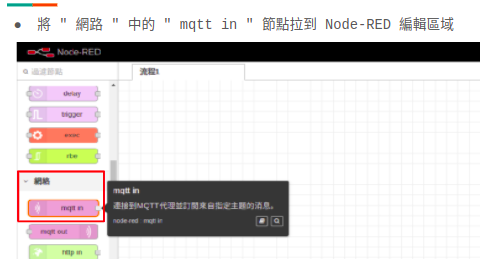 ● 將 " 網路 " 中的 " mqtt in " 節點拉到 Node-RED 編輯區域
Node-RED
過濾節點
流程1
delay
trigger
exec
rbe
網路
mqtt in
mqtt in
連接到MQTT代理並訂閱來自指定主題的消息。
node-red : mqtt in
mqtt out
http in